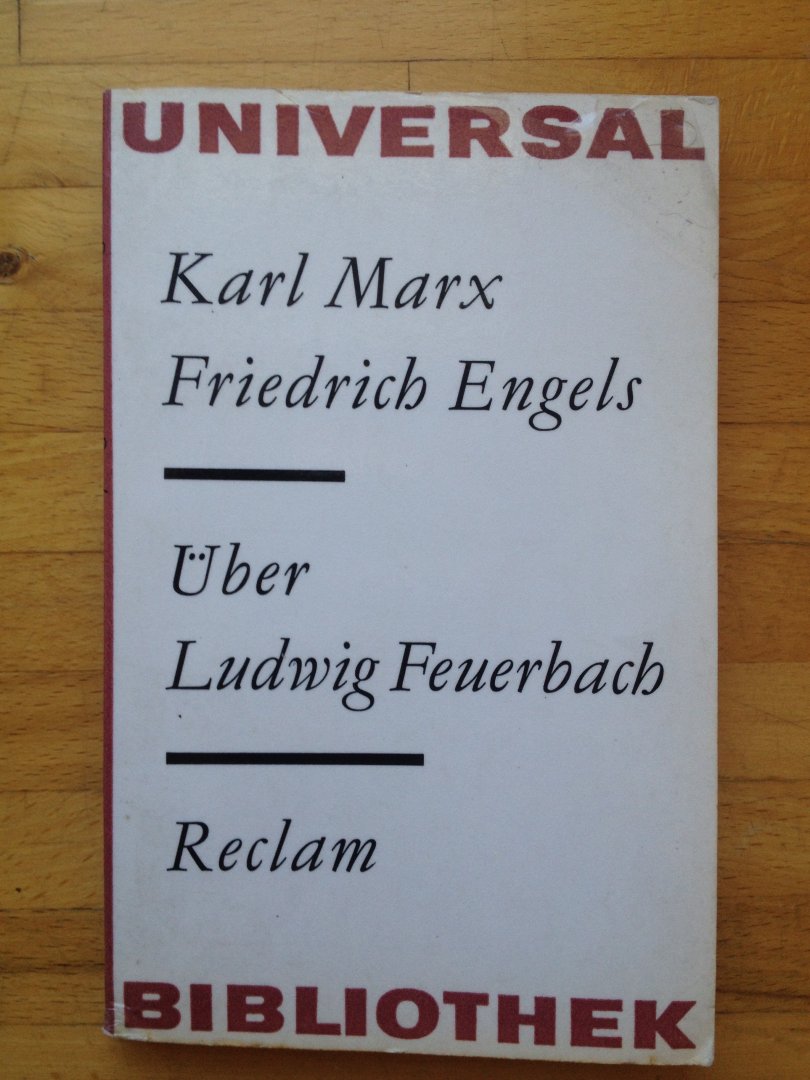 UNIVERSAL
Karl Marx
Friedrich Engels
Über
Ludwig Feuerbach
Reclam
BIBLIOTHEK